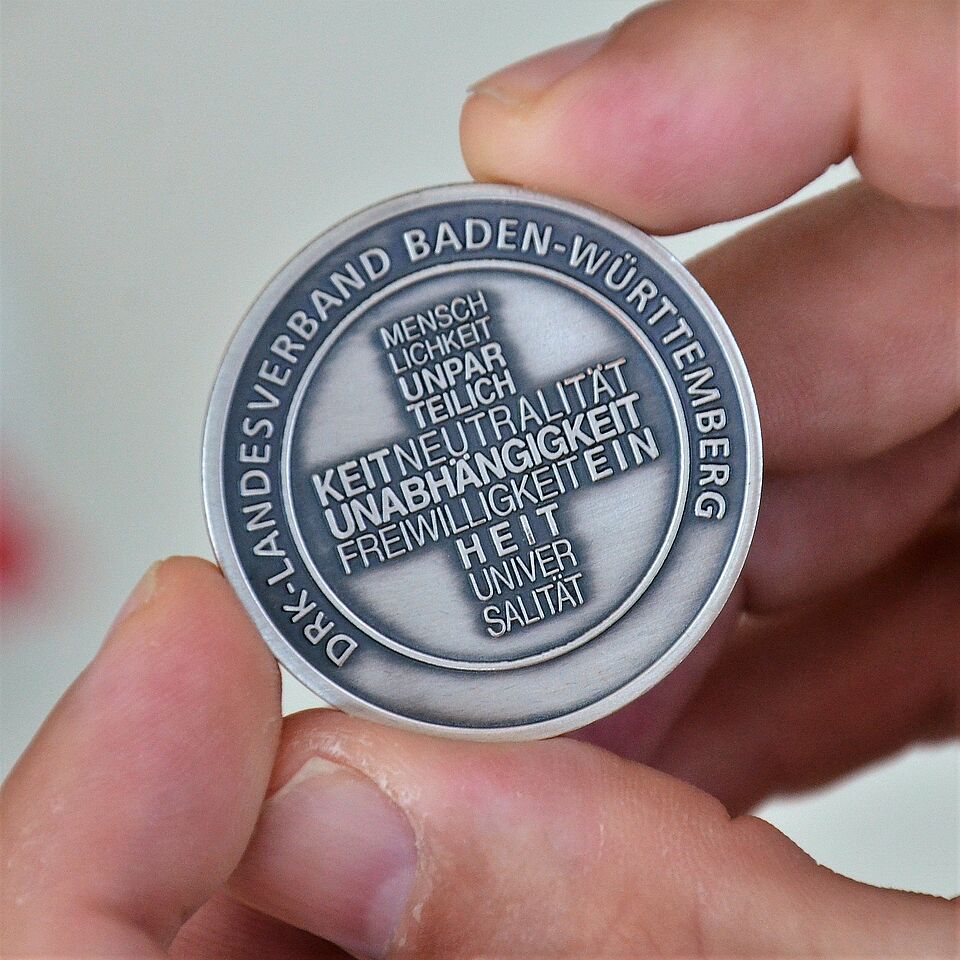 DRK-LANDESVERBAND BADEN-WÜRTTEMBERG
MENSCH
LICHKEIT
UNPAR
TEILICH
KEITNEUTRALITÄT
UNABHÄNGIGKEIT
FREIWILLIGKEITEIN
HEIT
UNIVER
SALITÄT